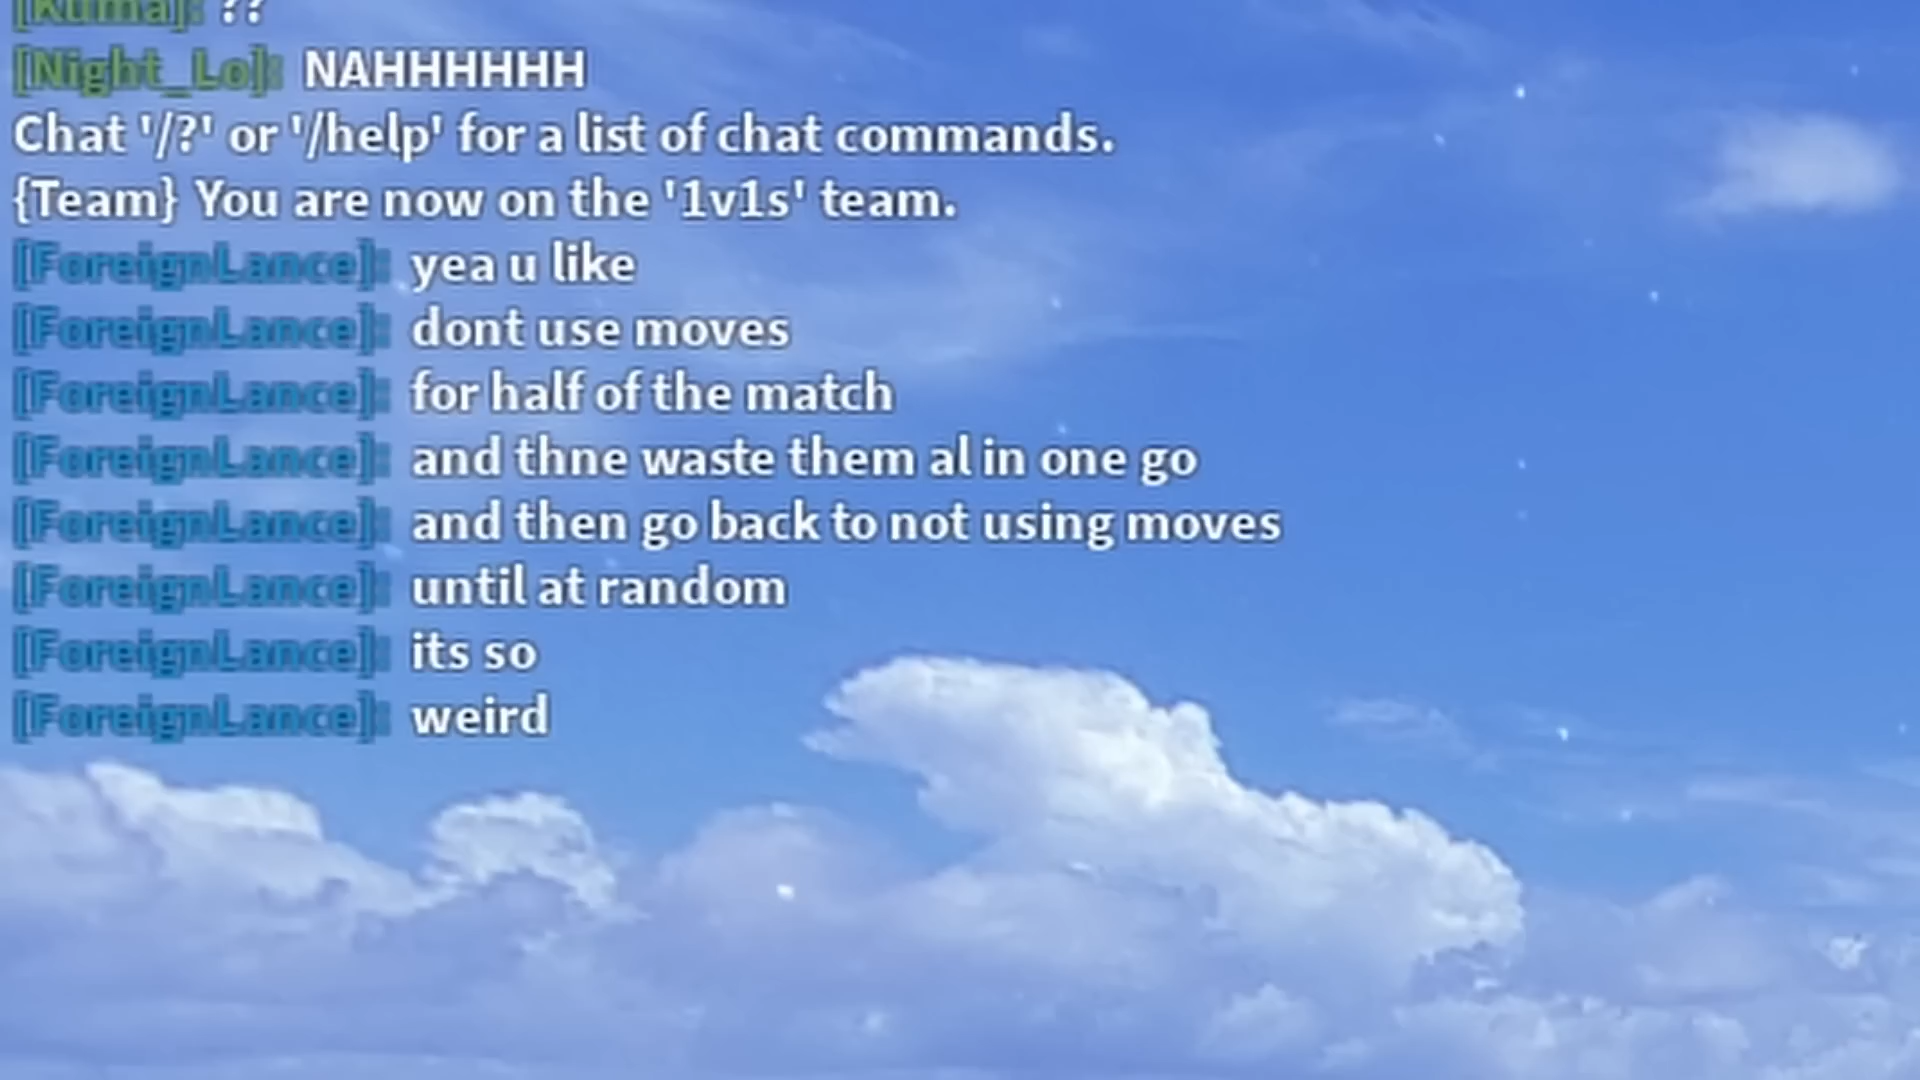 [Kuma]: ??
[Night_Lo]: NAHHHHHH
Chat '/?' or '/help' for a list of chat commands.
{Team} You are now on the '1v1s' team.
[ForeignLance]: yea u like
[ForeignLance]: dont use moves
[ForeignLance]: for half of the match
[ForeignLance]: and thne waste them al in one go
[ForeignLance]: and then go back to not using moves
[ForeignLance]: until at random
[ForeignLance]: its so
[ForeignLance]: weird